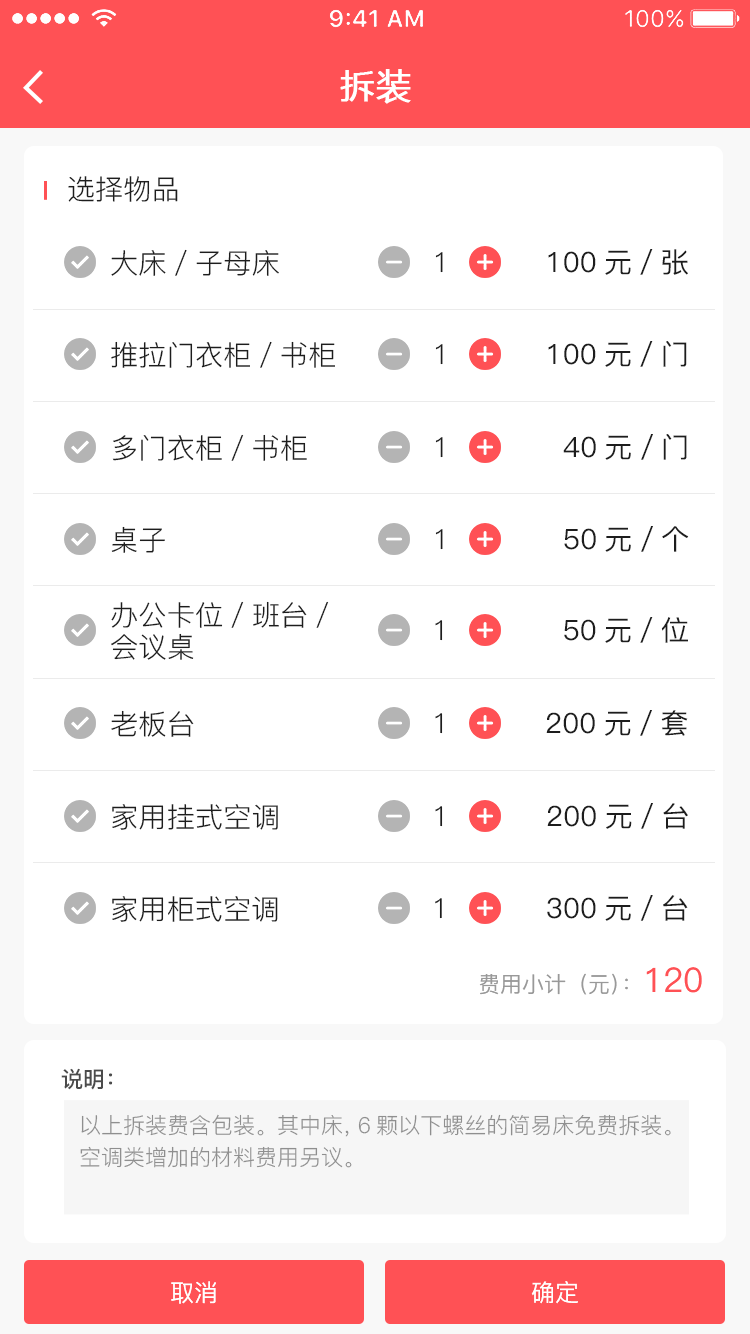 9:41 AM 100%
拆装
选择物品
大床 / 子母床 1 100 元 / 张
推拉门衣柜 / 书柜 1 100 元 / 门
多门衣柜 / 书柜 1 40 元 / 门
桌子 1 50 元 / 个
办公卡位 / 班台 /
会议桌 1 50 元 / 位
老板台 1 200 元 / 套
家用挂式空调 1 200 元 / 台
家用柜式空调 1 300 元 / 台
费用小计（元）：120
说明：
以上拆装费含包装。其中床, 6 颗以下螺丝的简易床免费拆装。
空调类增加的材料费用另议。
取消 确定